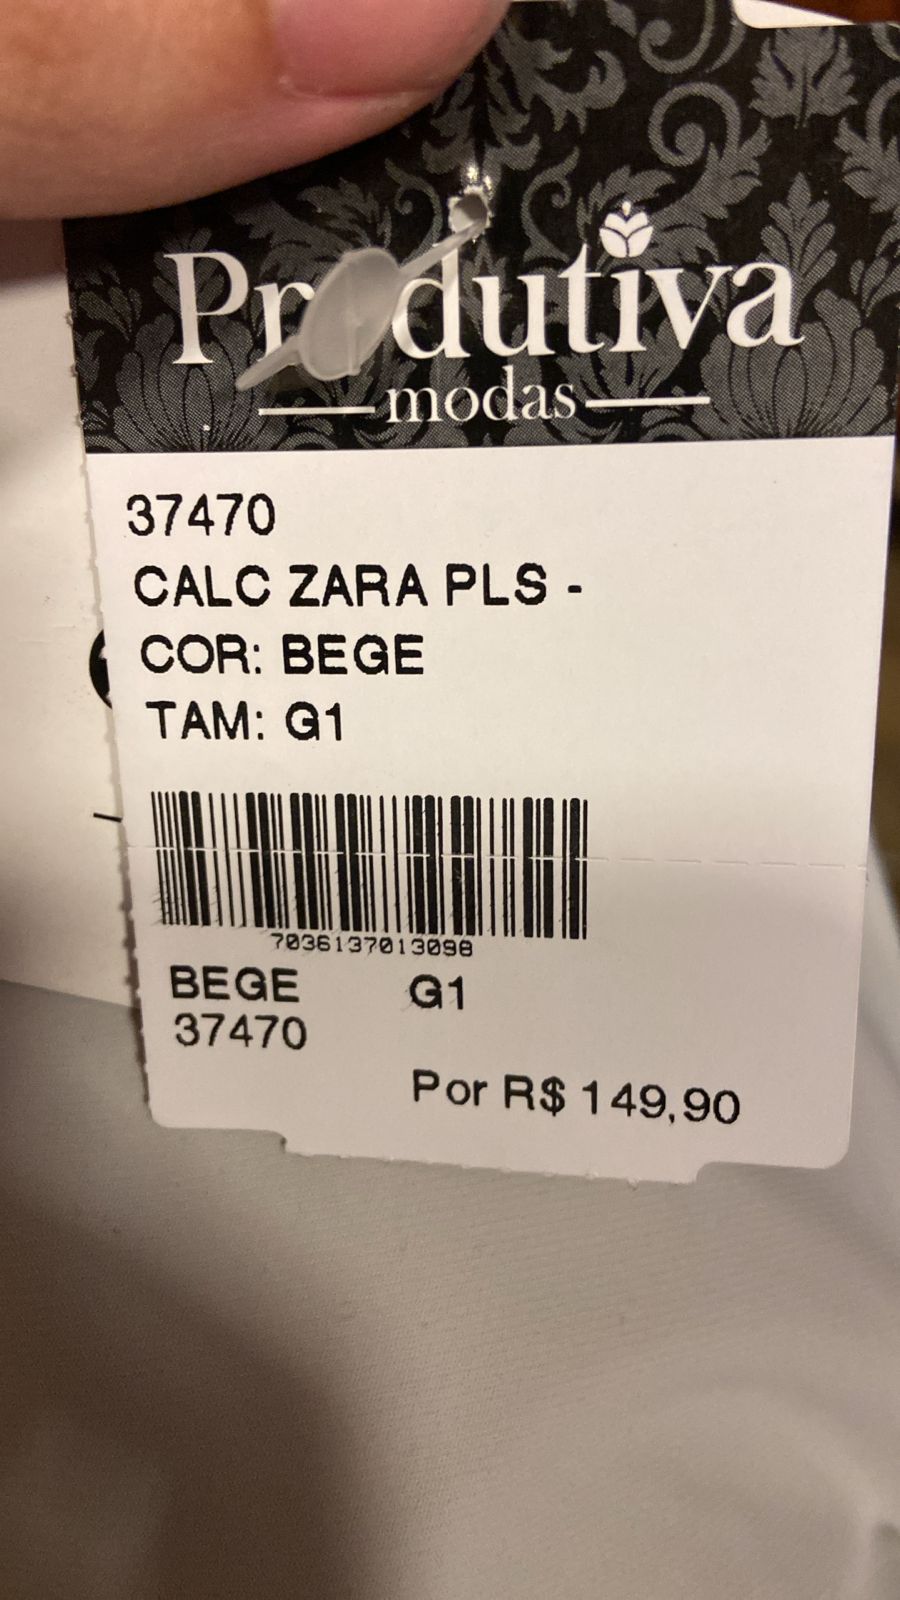 Produtiva
modas
37470
CALC ZARA PLS -
COR: BEGE
TAM: G1
7036137013098
BEGE G1
37470
Por R$ 149,90